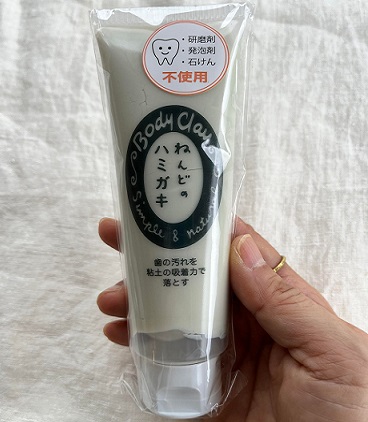 ・研磨剤
・発泡剤
・石けん
不使用
Body Clay
ねんどの
ハミガキ
Simple & natural
歯の汚れを
粘土の吸着力で
落とす